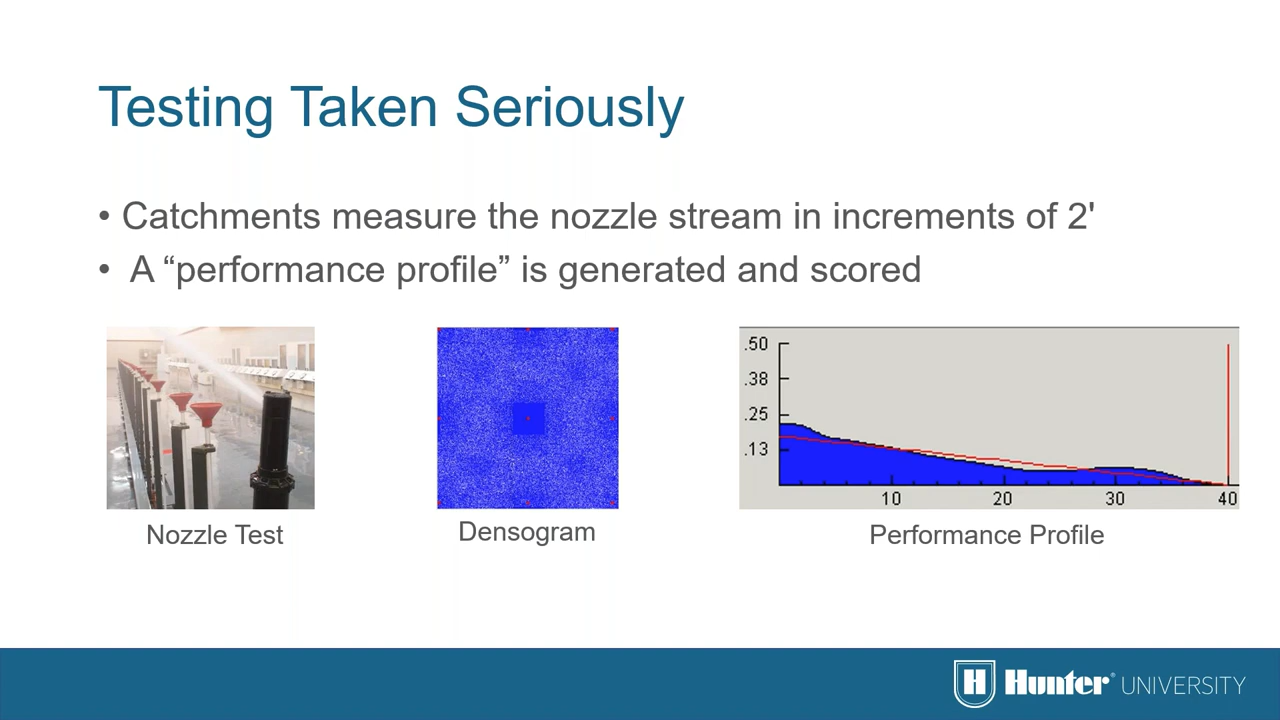 Testing Taken Seriously
• Catchments measure the nozzle stream in increments of 2'
• A “performance profile” is generated and scored
.50
.38
.25
.13
10 20 30 40
Nozzle Test
Densogram
Performance Profile
H Hunter® UNIVERSITY